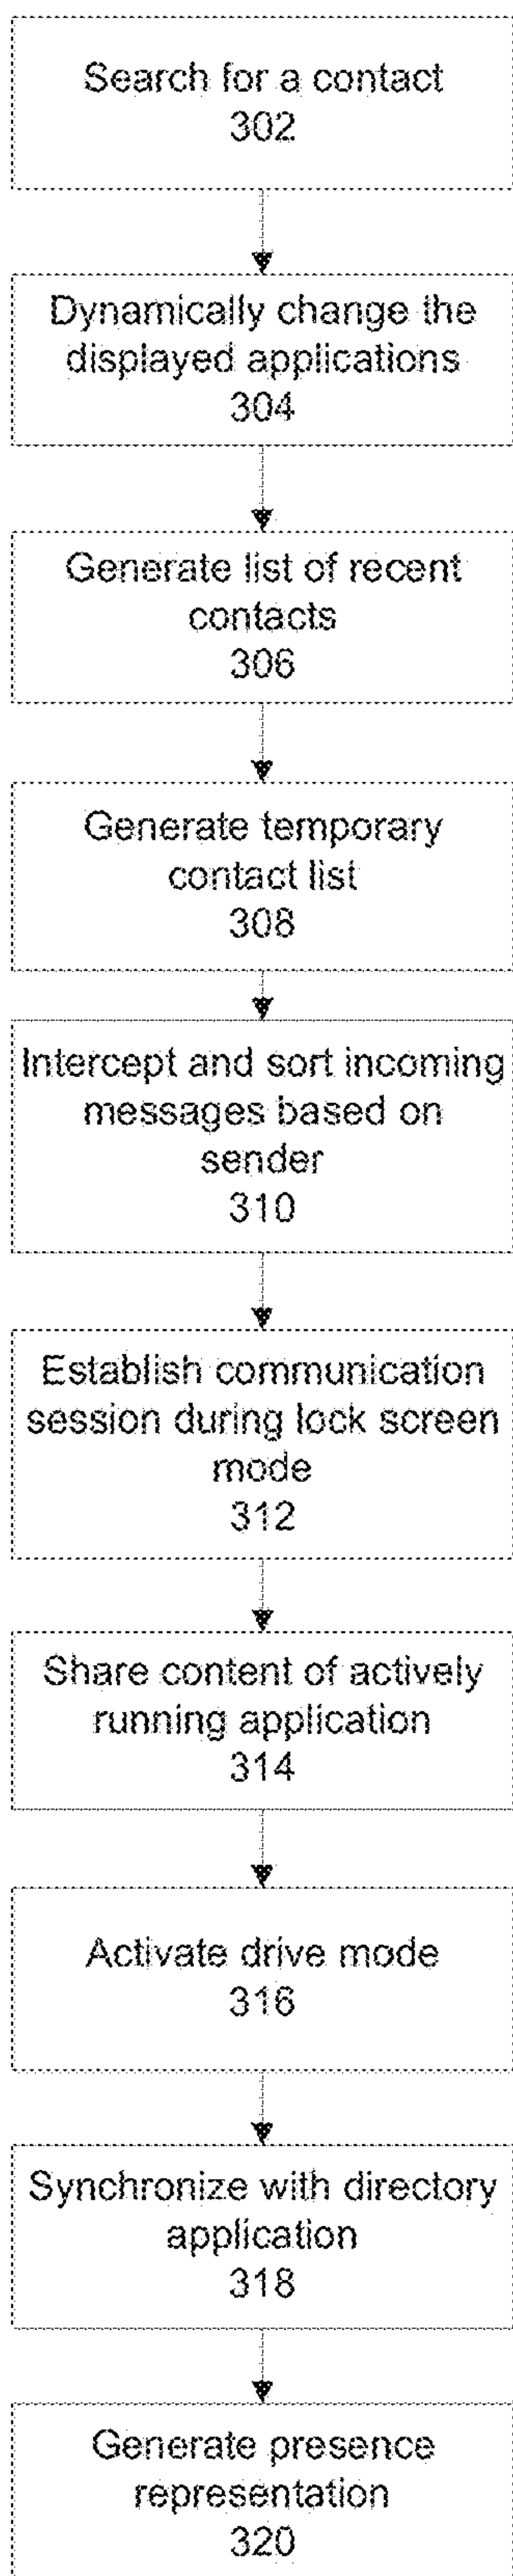 Search for a contact
302
Dynamically change the
displayed applications
304
Generate list of recent
contacts
306
Generate temporary
contact list
308
Intercept and sort incoming
messages based on
sender
310
Establish communication
session during lock screen
mode
312
Share content of actively
running application
314
Activate drive mode
316
Synchronize with directory
application
318
Generate presence
representation
320